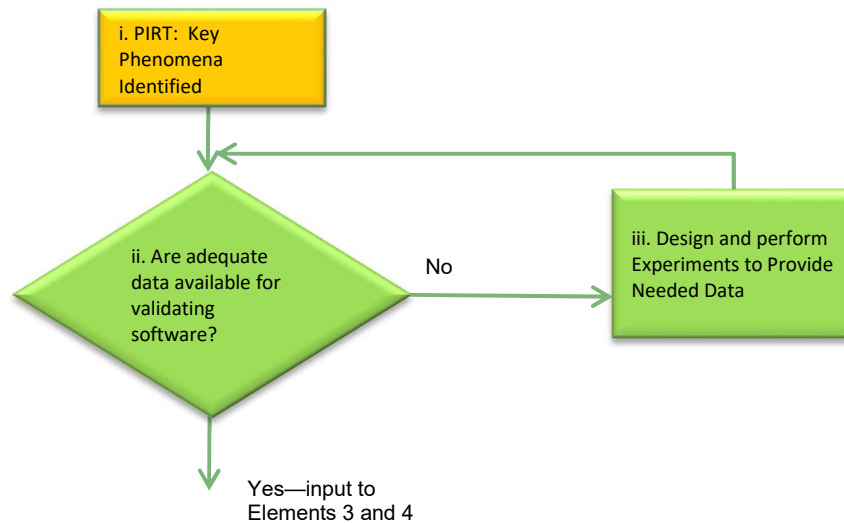 i. PIRT:  Key
Phenomena
Identified
ii. Are adequate
data available for
validating
software?
No
iii. Design and perform
Experiments to Provide
Needed Data
Yes—input to
Elements 3 and 4